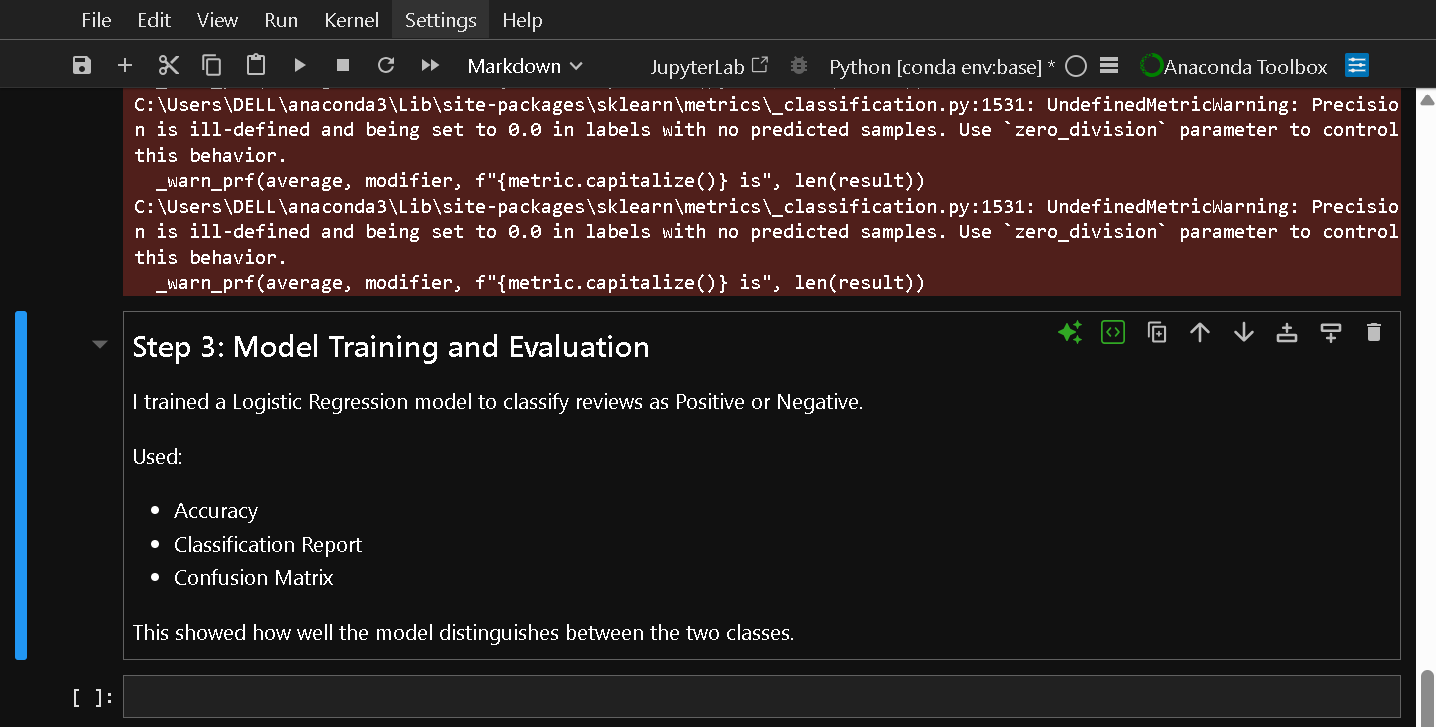 File Edit View Run Kernel Settings Help
Markdown JupyterLab Python [conda env:base] * Anaconda Toolbox
C:\Users\DELL\anaconda3\Lib\site-packages\sklearn\metrics\_classification.py:1531: UndefinedMetricWarning: Precisio
n is ill-defined and being set to 0.0 in labels with no predicted samples. Use `zero_division` parameter to control
this behavior.
_warn_prf(average, modifier, f"{metric.capitalize()} is", len(result))
C:\Users\DELL\anaconda3\Lib\site-packages\sklearn\metrics\_classification.py:1531: UndefinedMetricWarning: Precisio
n is ill-defined and being set to 0.0 in labels with no predicted samples. Use `zero_division` parameter to control
this behavior.
_warn_prf(average, modifier, f"{metric.capitalize()} is", len(result))
Step 3: Model Training and Evaluation
I trained a Logistic Regression model to classify reviews as Positive or Negative.
Used:
• Accuracy
• Classification Report
• Confusion Matrix
This showed how well the model distinguishes between the two classes.
[ ]: